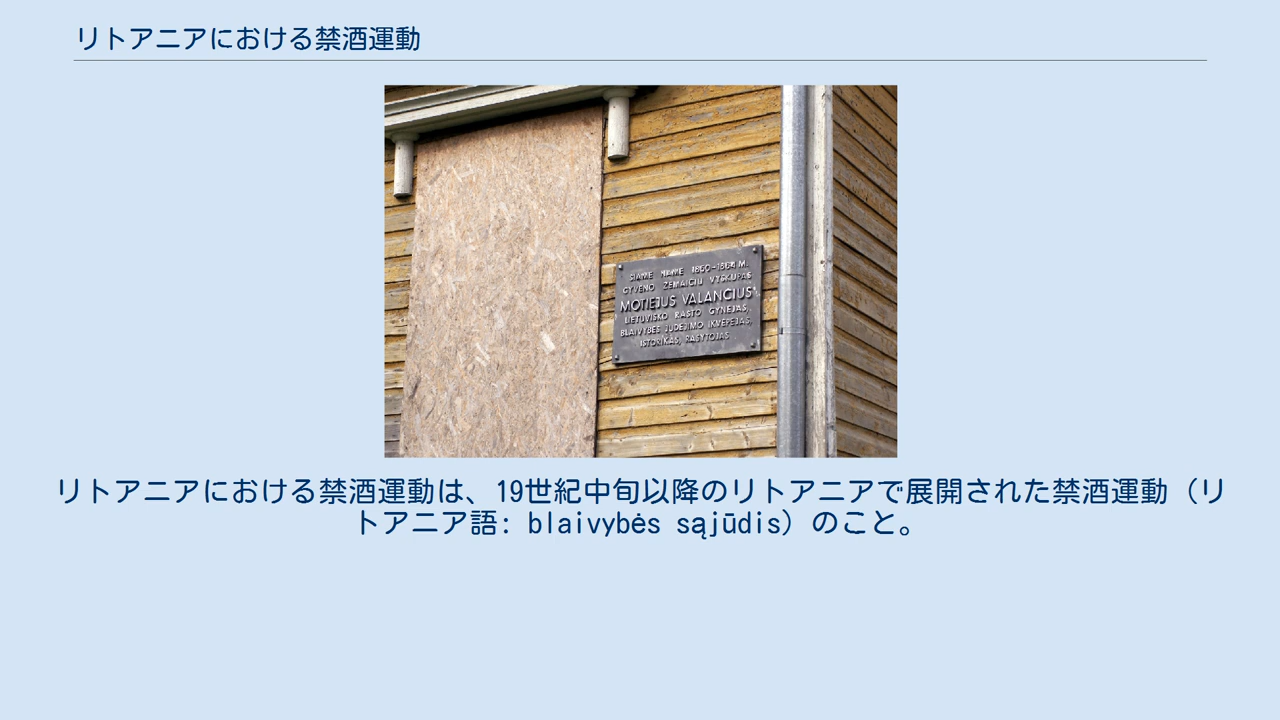 リトアニアにおける禁酒運動
ŠIAME NAME 1850-1864 M.
GYVENO ŽEMAIČIŲ VYSKUPAS
MOTIEJUS VALANČIUS,
LIETUVIŠKO RAŠTO GYNĖJAS,
BLAIVYBĖS JUDĖJIMO ĮKVĖPĖJAS,
ISTORIKAS, RAŠYTOJAS
リトアニアにおける禁酒運動は、19世紀中旬以降のリトアニアで展開された禁酒運動（リ
トアニア語: blaivybės sąjūdis）のこと。